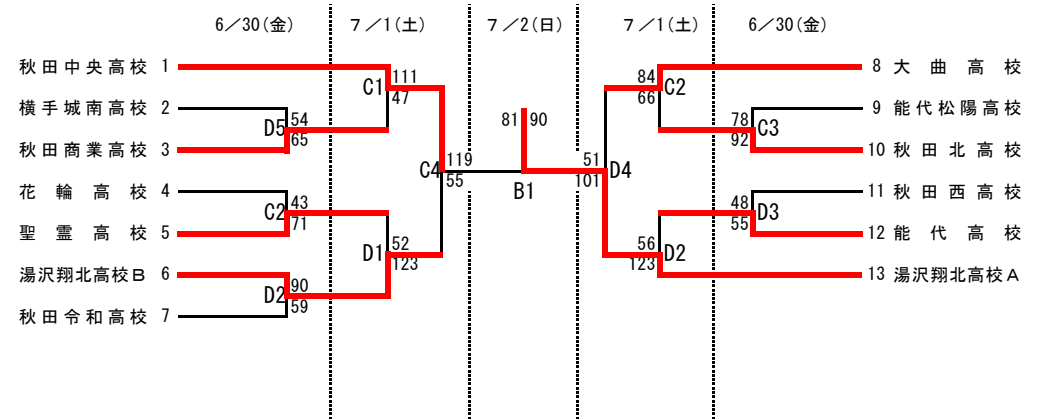 6／30(金) 7／1(土) 7／2(日) 7／1(土) 6／30(金)
秋田中央高校 1 111 84 8 大曲高校
C1 47 66 C2
横手城南高校 2 9 能代松陽高校
D5 54 81 90 78 C3
秋田商業高校 3 65 92 10 秋田北高校
C4 119 51 D4
55 B1 101
花輪高校 4 11 秋田西高校
C2 43 48 D3
聖霊高校 5 71 55 12 能代高校
D1 52 56 D2
湯沢翔北高校B 6 123 123 13 湯沢翔北高校A
D2 90
秋田令和高校 7 59